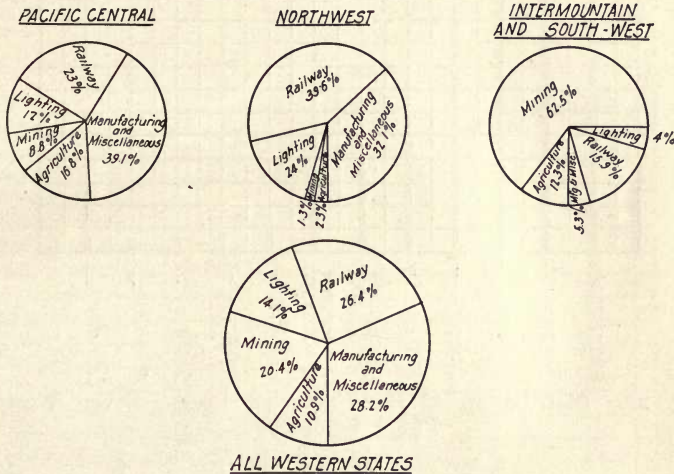 PACIFIC CENTRAL
Railway
23%
Lighting
12%
Mining
8.8%
Agriculture
16.8%
Manufacturing
and
Miscellaneous
39.1%
NORTHWEST
Railway
39.6%
Lighting
24%
Mining
1.3%
Agriculture
2.3%
Manufacturing
and
Miscellaneous
32.1%
INTERMOUNTAIN
AND SOUTH-WEST
Mining
62.5%
Lighting
4%
Railway
15.9%
Mfg & Misc.
5.3%
Agriculture
12.3%
Lighting
14.1%
Railway
26.4%
Mining
20.4%
Agriculture
10.9%
Manufacturing
and
Miscellaneous
28.2%
ALL WESTERN STATES